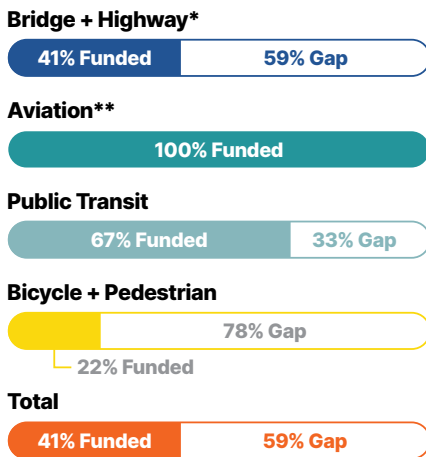 Bridge + Highway*
41% Funded 59% Gap
Aviation**
100% Funded
Public Transit
67% Funded 33% Gap
Bicycle + Pedestrian
78% Gap
22% Funded
Total
41% Funded 59% Gap